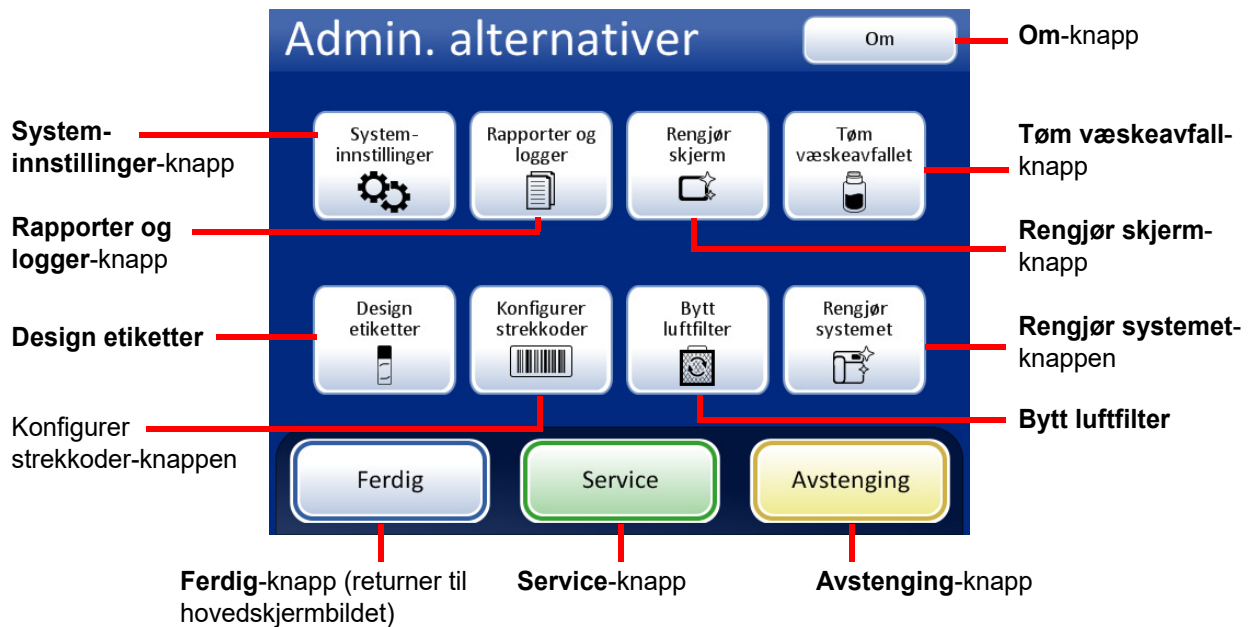 Admin. alternativer
Om
Om-knapp
System-
innstillinger-knapp
System-
innstillinger
Rapporter og
logger
Rengjør
skjerm
Tøm
væskeavfallet
Tøm væskeavfall-
knapp
Rapporter og
logger-knapp
Rengjør skjerm-
knapp
Design etiketter
Design
etiketter
Konfigurer
strekkoder
Bytt
luftfilter
Rengjør
systemet
Rengjør systemet-
knappen
Konfigurer
strekkoder-knappen
Bytt luftfilter
Ferdig
Service
Avstenging
Ferdig-knapp (returner til
hovedskjermbildet)
Service-knapp
Avstenging-knapp